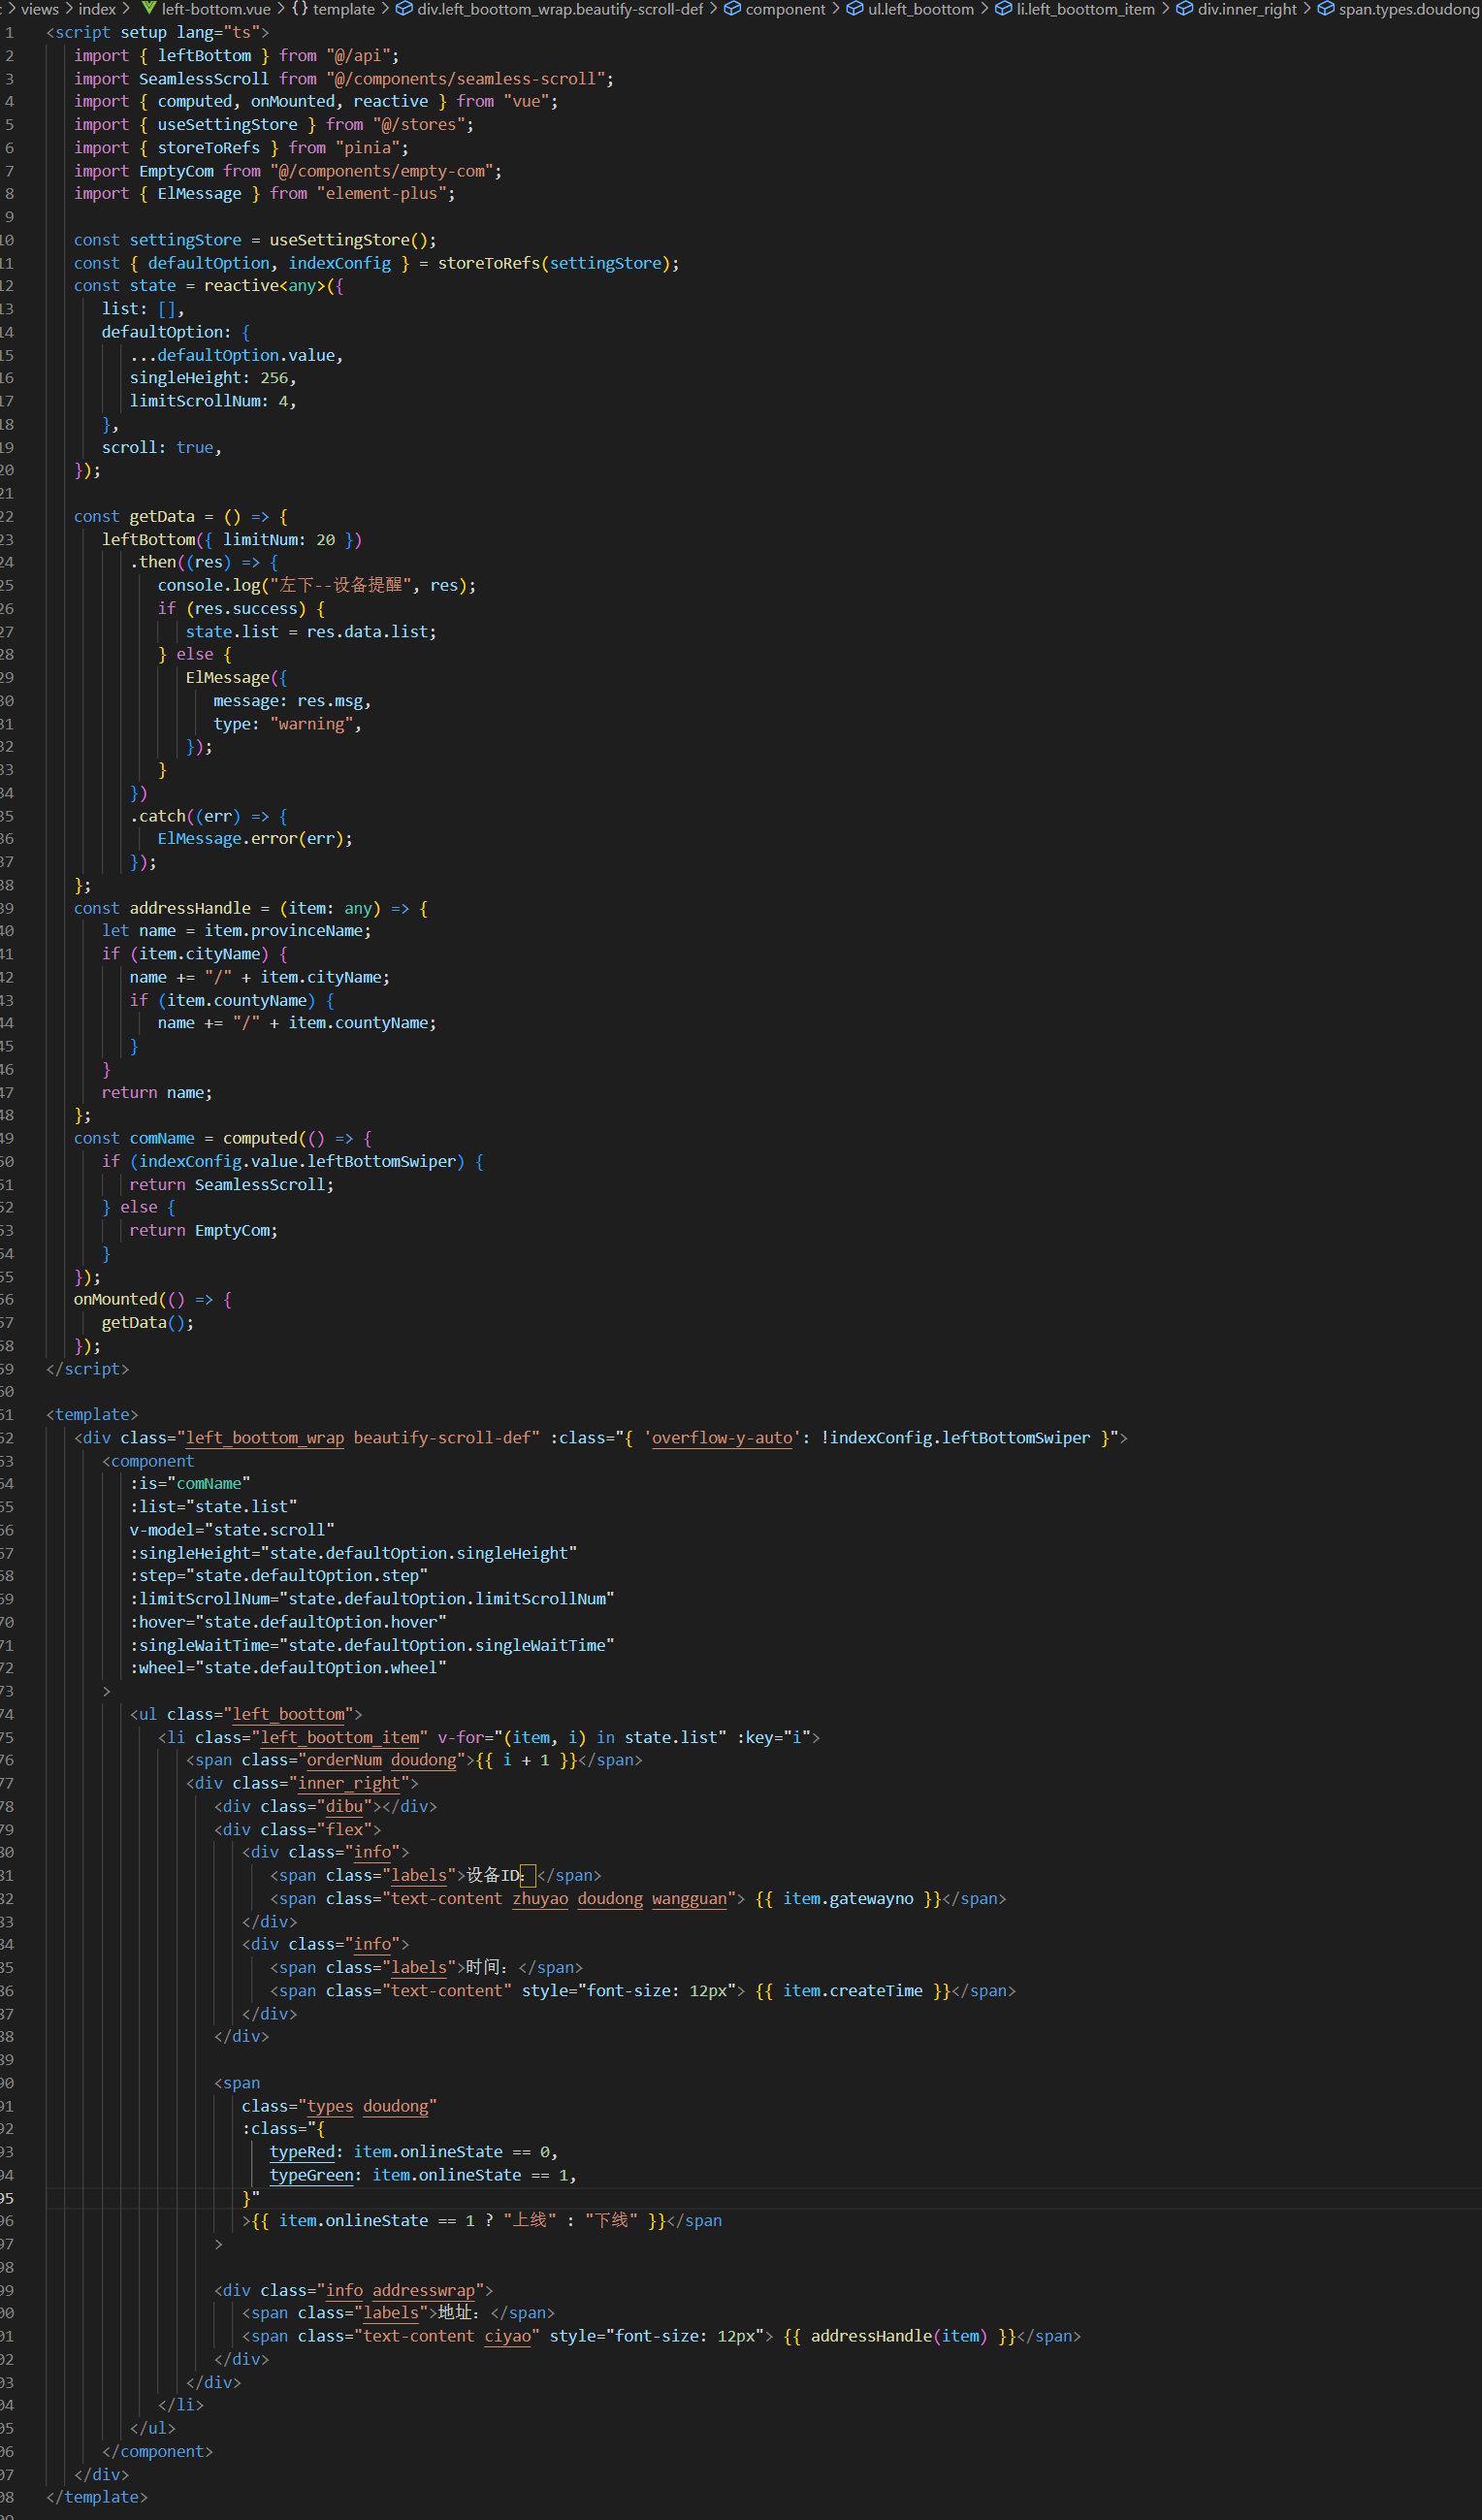 views > index > left-bottom.vue > {} template > div.left_boottom_wrap.beautify-scroll-def > component > ul.left_boottom > li.left_boottom_item > div.inner_right > span.types.doudong
1 <script setup lang="ts">
2 import { leftBottom } from "@/api";
3 import SeamlessScroll from "@/components/seamless-scroll";
4 import { computed, onMounted, reactive } from "vue";
5 import { useSettingStore } from "@/stores";
6 import { storeToRefs } from "pinia";
7 import EmptyCom from "@/components/empty-com";
8 import { ElMessage } from "element-plus";
9
10 const settingStore = useSettingStore();
11 const { defaultOption, indexConfig } = storeToRefs(settingStore);
12 const state = reactive<any>({
13 list: [],
14 defaultOption: {
15 ...defaultOption.value,
16 singleHeight: 256,
17 limitScrollNum: 4,
18 },
19 scroll: true,
20 });
21
22 const getData = () => {
23 leftBottom({ limitNum: 20 })
24 .then((res) => {
25 console.log("左下--设备提醒", res);
26 if (res.success) {
27 state.list = res.data.list;
28 } else {
29 ElMessage({
30 message: res.msg,
31 type: "warning",
32 });
33 }
34 })
35 .catch((err) => {
36 ElMessage.error(err);
37 });
38 };
39 const addressHandle = (item: any) => {
40 let name = item.provinceName;
41 if (item.cityName) {
42 name += "/" + item.cityName;
43 if (item.countyName) {
44 name += "/" + item.countyName;
45 }
46 }
47 return name;
48 };
49 const comName = computed(() => {
50 if (indexConfig.value.leftBottomSwiper) {
51 return SeamlessScroll;
52 } else {
53 return EmptyCom;
54 }
55 });
56 onMounted(() => {
57 getData();
58 });
59 </script>
60
61 <template>
62 <div class="left_boottom_wrap beautify-scroll-def" :class="{ 'overflow-y-auto': !indexConfig.leftBottomSwiper }">
63 <component
64 :is="comName"
65 :list="state.list"
66 v-model="state.scroll"
67 :singleHeight="state.defaultOption.singleHeight"
68 :step="state.defaultOption.step"
69 :limitScrollNum="state.defaultOption.limitScrollNum"
70 :hover="state.defaultOption.hover"
71 :singleWaitTime="state.defaultOption.singleWaitTime"
72 :wheel="state.defaultOption.wheel"
73 >
74 <ul class="left_boottom">
75 <li class="left_boottom_item" v-for="(item, i) in state.list" :key="i">
76 <span class="orderNum doudong">{{ i + 1 }}</span>
77 <div class="inner_right">
78 <div class="dibu"></div>
79 <div class="flex">
80 <div class="info">
81 <span class="labels">设备ID：</span>
82 <span class="text-content zhuyao doudong wangguan"> {{ item.gatewayno }}</span>
83 </div>
84 <div class="info">
85 <span class="labels">时间：</span>
86 <span class="text-content" style="font-size: 12px"> {{ item.createTime }}</span>
87 </div>
88 </div>
89
90 <span
91 class="types doudong"
92 :class="{
93 typeRed: item.onlineState == 0,
94 typeGreen: item.onlineState == 1,
95 }"
96 >{{ item.onlineState == 1 ? "上线" : "下线" }}</span
97 >
98
99 <div class="info addresswrap">
00 <span class="labels">地址：</span>
01 <span class="text-content ciyao" style="font-size: 12px"> {{ addressHandle(item) }}</span>
02 </div>
03 </div>
04 </li>
05 </ul>
06 </component>
07 </div>
08 </template>